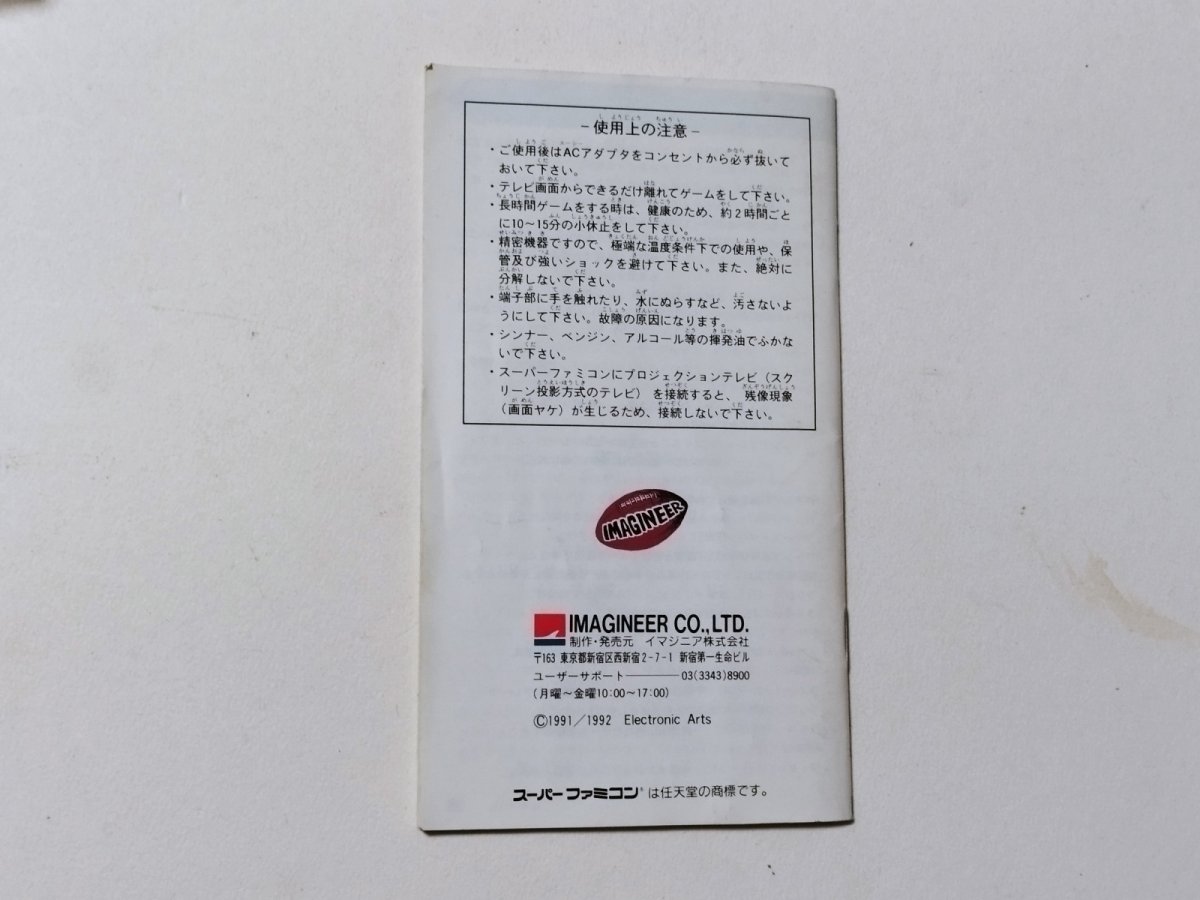 －使用上の注意－
・ご使用後はACアダプタをコンセントから必ず抜いて
おいて下さい。
・テレビ画面からできるだけ離れてゲームをして下さい。
・長時間ゲームをする時は、健康のため、約2時間ごと
に10〜15分の小休止をして下さい。
・精密機器ですので、極端な温度条件下での使用や、保
管及び強いショックを避けて下さい。また、絶対に
分解しないで下さい。
・端子部に手を触れたり、水にぬらすなど、汚さないよ
うにして下さい。故障の原因になります。
・シンナー、ベンジン、アルコール等の揮発油でふかな
いで下さい。
・スーパーファミコンにプロジェクションテレビ（スク
リーン投影方式のテレビ）を接続すると、残像現象
（画面ヤケ）が生じるため、接続しないで下さい。
IMAGINEER
IMAGINEER CO.,LTD.
制作・発売元 イマジニア株式会社
〒163 東京都新宿区西新宿2-7-1 新宿第一生命ビル
ユーザーサポート――――03(3343)8900
(月曜〜金曜10:00〜17:00)
©1991／1992 Electronic Arts
スーパーファミコン®は任天堂の商標です。